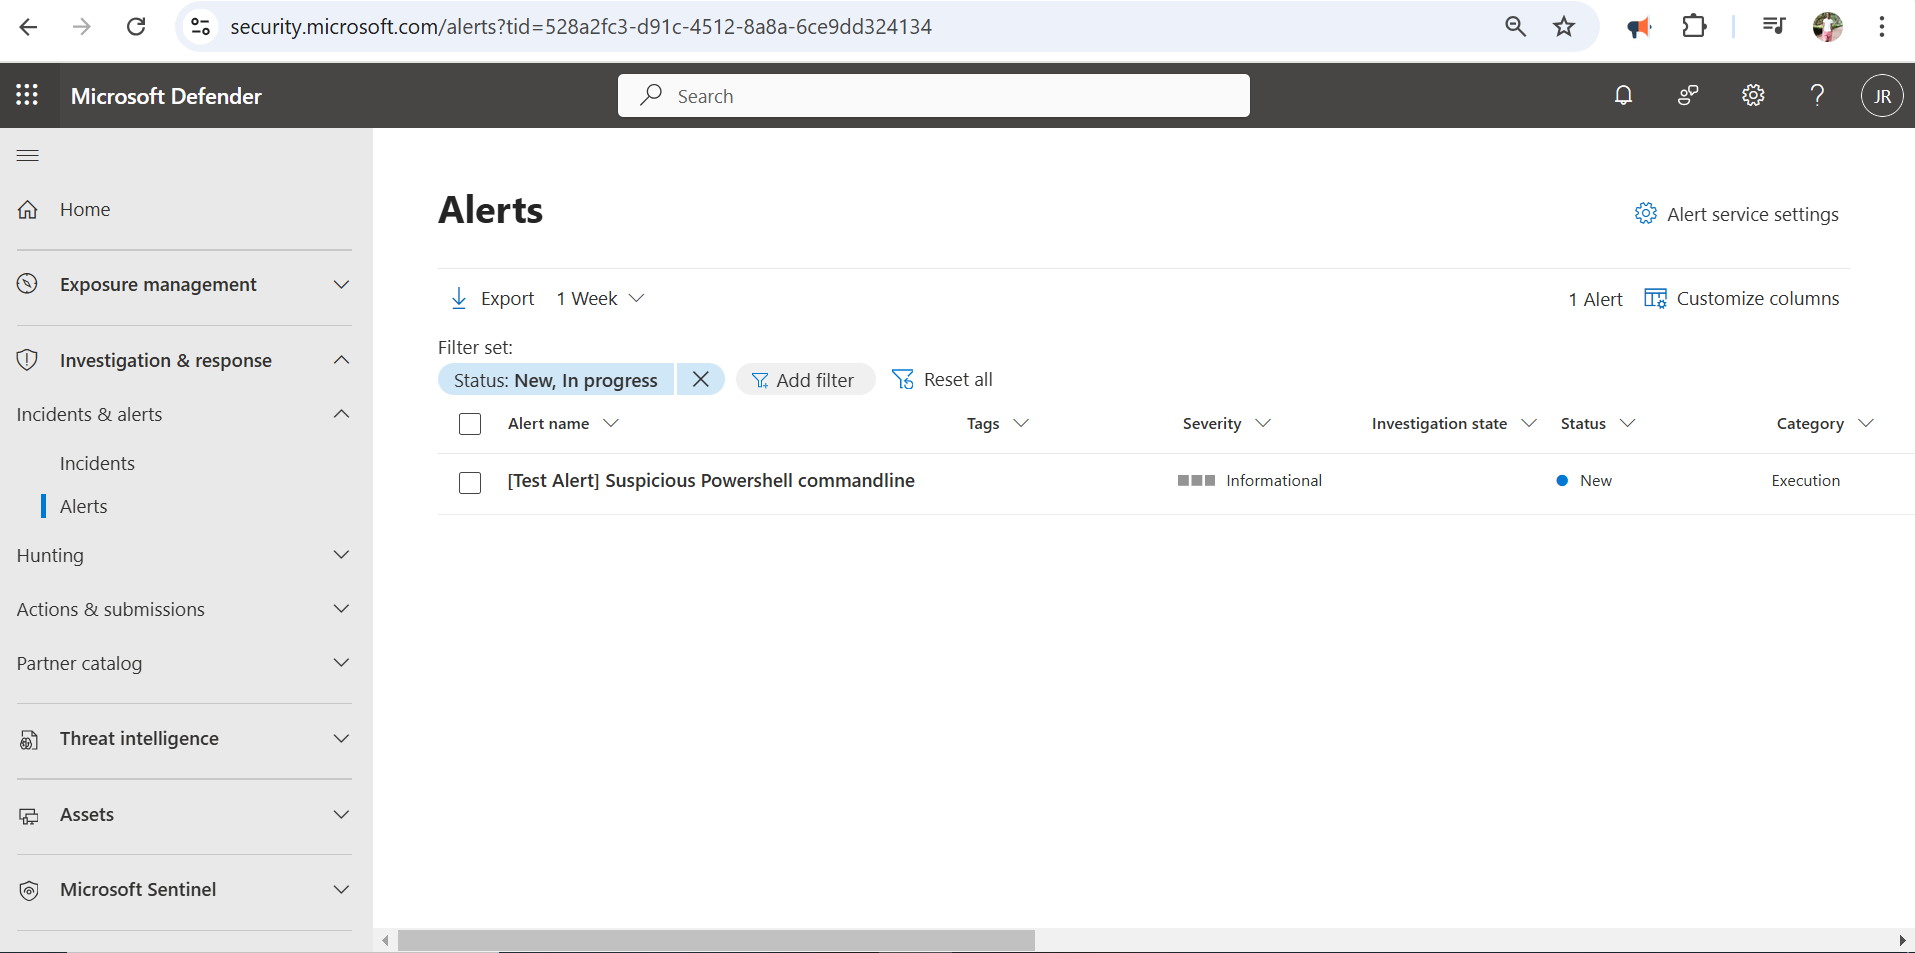 security.microsoft.com/alerts?tid=528a2fc3-d91c-4512-8a8a-6ce9dd324134
Microsoft Defender
Search
JR
Home
Exposure management
Investigation & response
Incidents & alerts
Incidents
Alerts
Hunting
Actions & submissions
Partner catalog
Threat intelligence
Assets
Microsoft Sentinel
Alerts
Alert service settings
Export 1 Week
1 Alert Customize columns
Filter set:
Status: New, In progress Add filter Reset all
Alert name Tags Severity Investigation state Status Category
[Test Alert] Suspicious Powershell commandline Informational New Execution